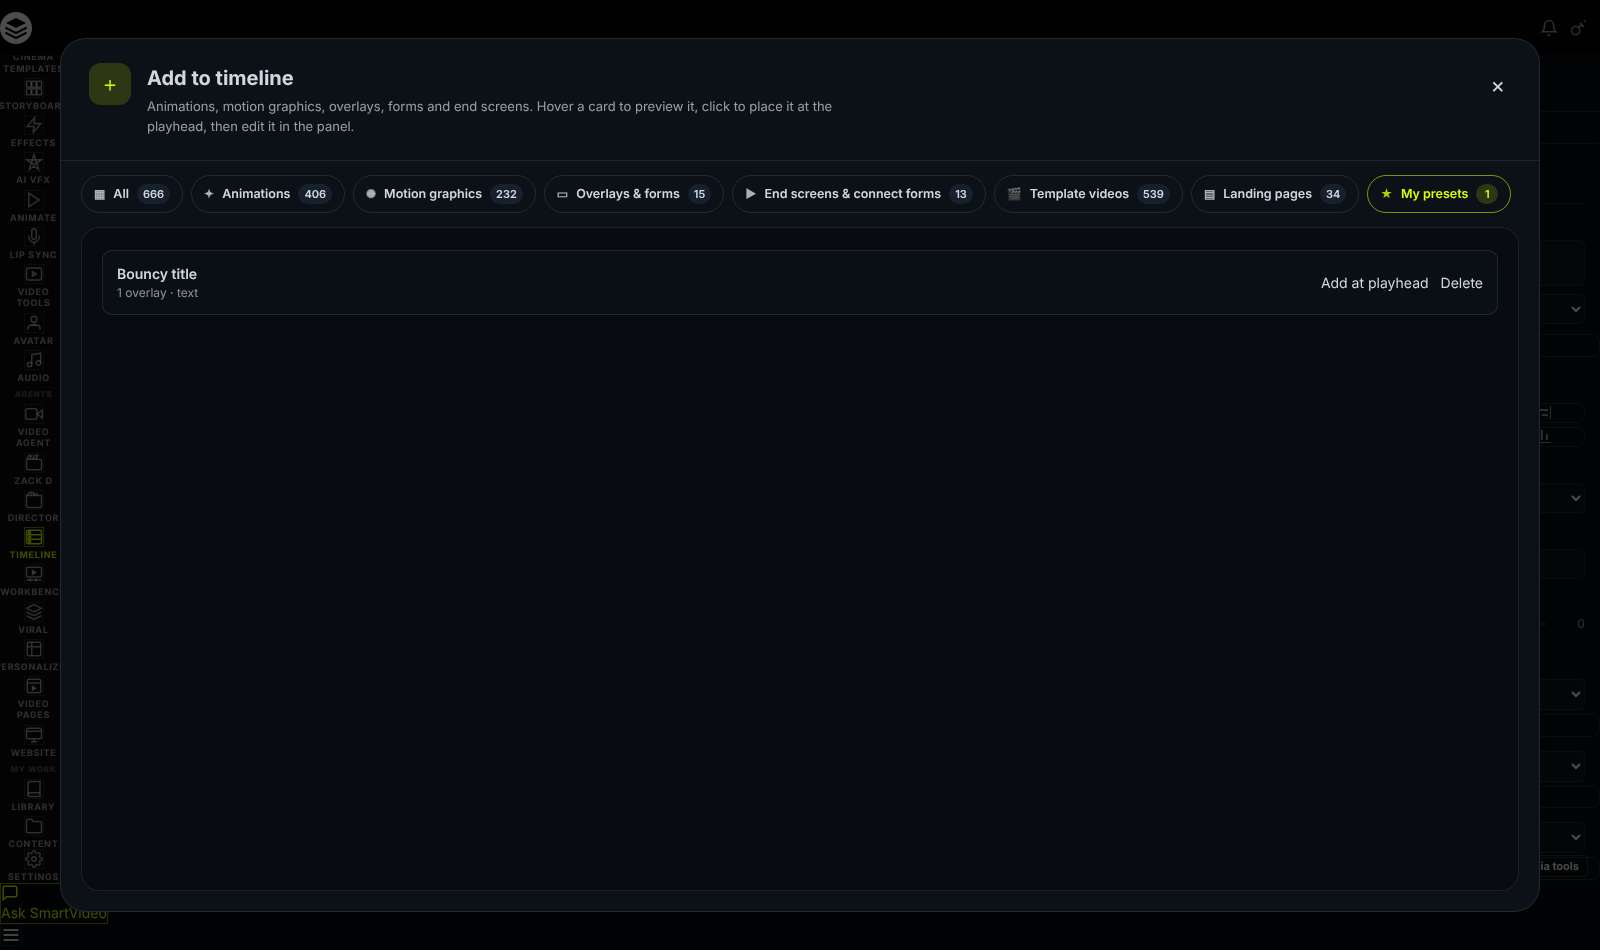 CINEMA
TEMPLATES
STORYBOAR
EFFECTS
AI VFX
ANIMATE
LIP SYNC
VIDEO
TOOLS
AVATAR
AUDIO
AGENTS
VIDEO
AGENT
ZACK D
DIRECTOR
TIMELINE
WORKBENC
VIRAL
PERSONALIZ
VIDEO
PAGES
WEBSITE
MY WORK
LIBRARY
CONTENT
SETTINGS
Ask SmartVideo
Add to timeline
Animations, motion graphics, overlays, forms and end screens. Hover a card to preview it, click to place it at the
playhead, then edit it in the panel.
All 666
Animations 406
Motion graphics 232
Overlays & forms 15
End screens & connect forms 13
Template videos 539
Landing pages 34
My presets 1
Bouncy title
1 overlay · text
Add at playhead Delete
0
ia tools